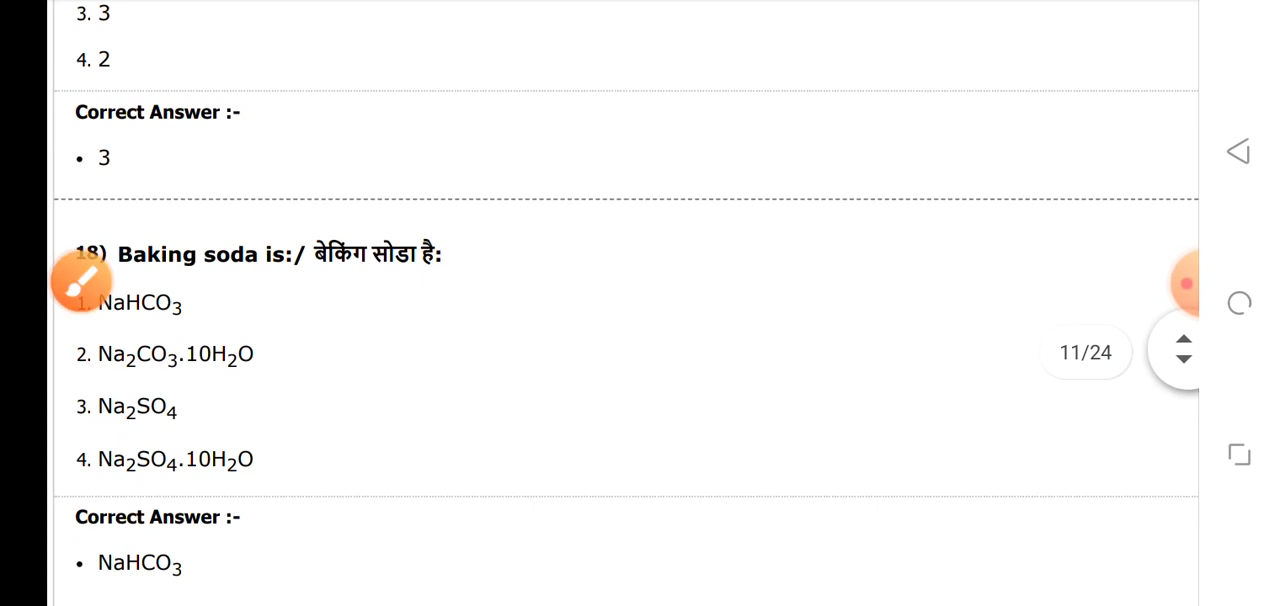 3. 3
4. 2
Correct Answer :-
• 3
18) Baking soda is:/ बेकिंग सोडा है:
1. NaHCO3
2. Na2CO3.10H2O
3. Na2SO4
4. Na2SO4.10H2O
11/24
Correct Answer :-
• NaHCO3